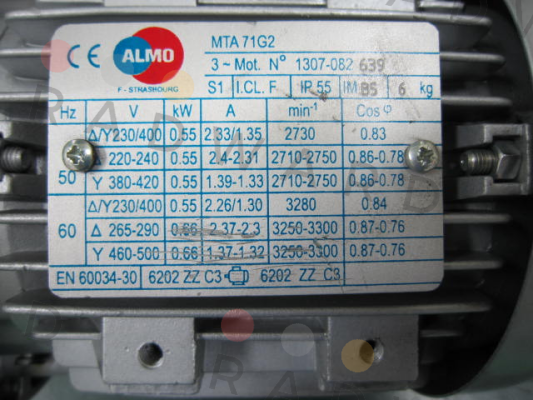 CE ALMO MTA 71G2
3 ~ Mot. Nº 1307-082 639
F - STRASBOURG S1 I.CL. F IP 55 IM B5 6 kg
Hz V kW A min⁻¹ Cos φ
Δ/Y230/400 0.55 2.33/1.35 2730 0.83
Δ 220-240 0.55 2.4-2.31 2710-2750 0.86-0.78
50 Y 380-420 0.55 1.39-1.33 2710-2750 0.86-0.78
Δ/Y230/400 0.55 2.26/1.30 3280 0.84
60 Δ 265-290 0.66 2.37-2.3 3250-3300 0.87-0.76
Y 460-500 0.66 1.37-1.32 3250-3300 0.87-0.76
EN 60034-30 6202 ZZ C3 6202 ZZ C3